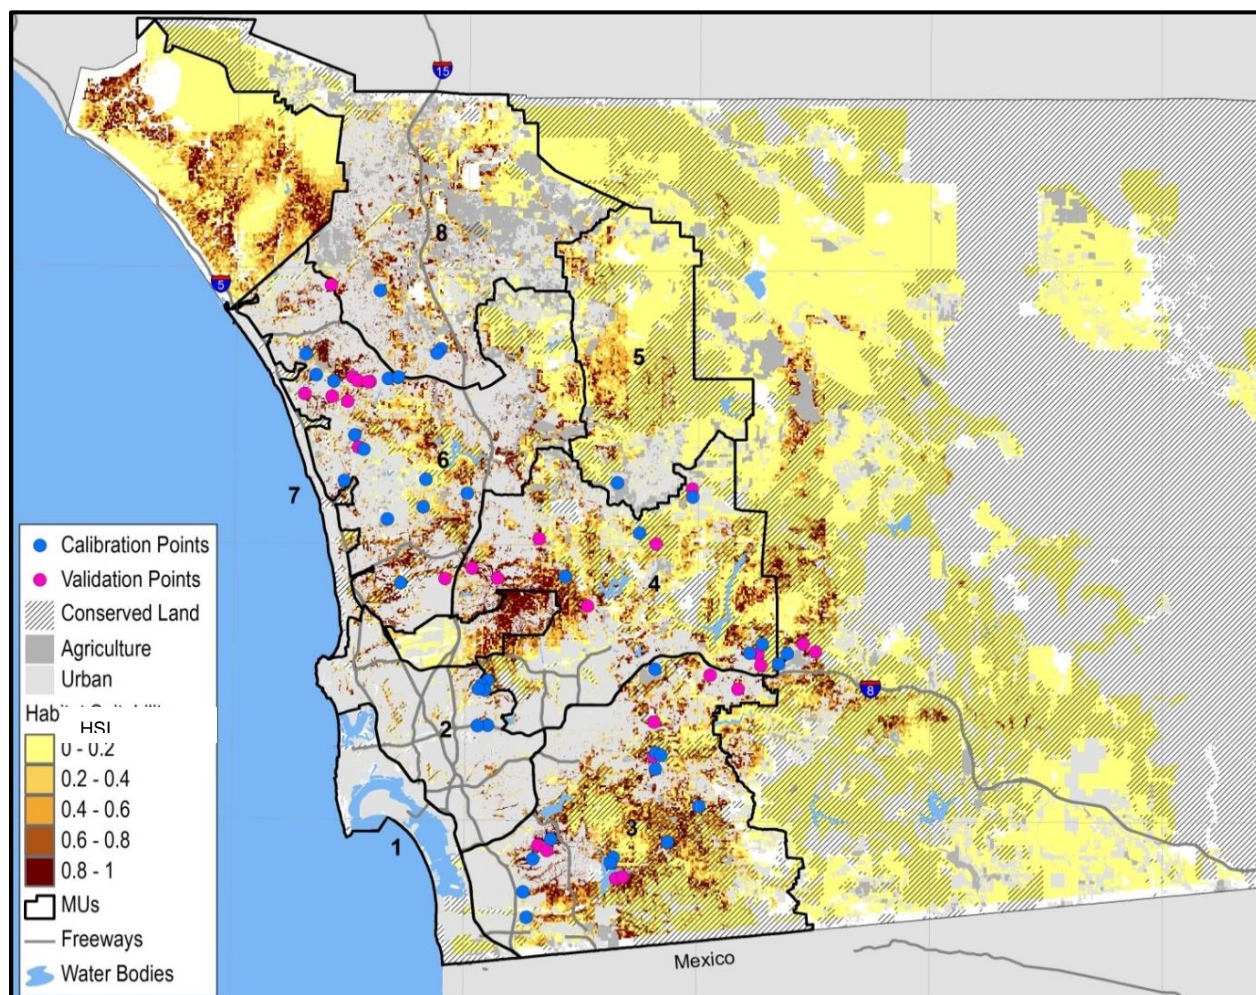 15
8
5
5
6
7
4
8
2
3
1
Mexico
Calibration Points
Validation Points
Conserved Land
Agriculture
Urban
HSI
0 - 0.2
0.2 - 0.4
0.4 - 0.6
0.6 - 0.8
0.8 - 1
MUs
Freeways
Water Bodies